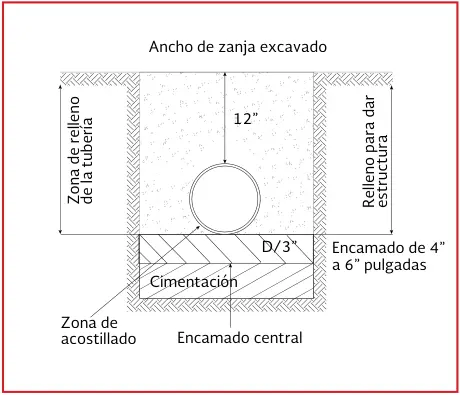 Ancho de zanja excavado
12”
Zona de relleno
de la tubería
Relleno para dar
estructura
D/3”
Encamado de 4”
a 6” pulgadas
Cimentación
Zona de
acostillado
Encamado central